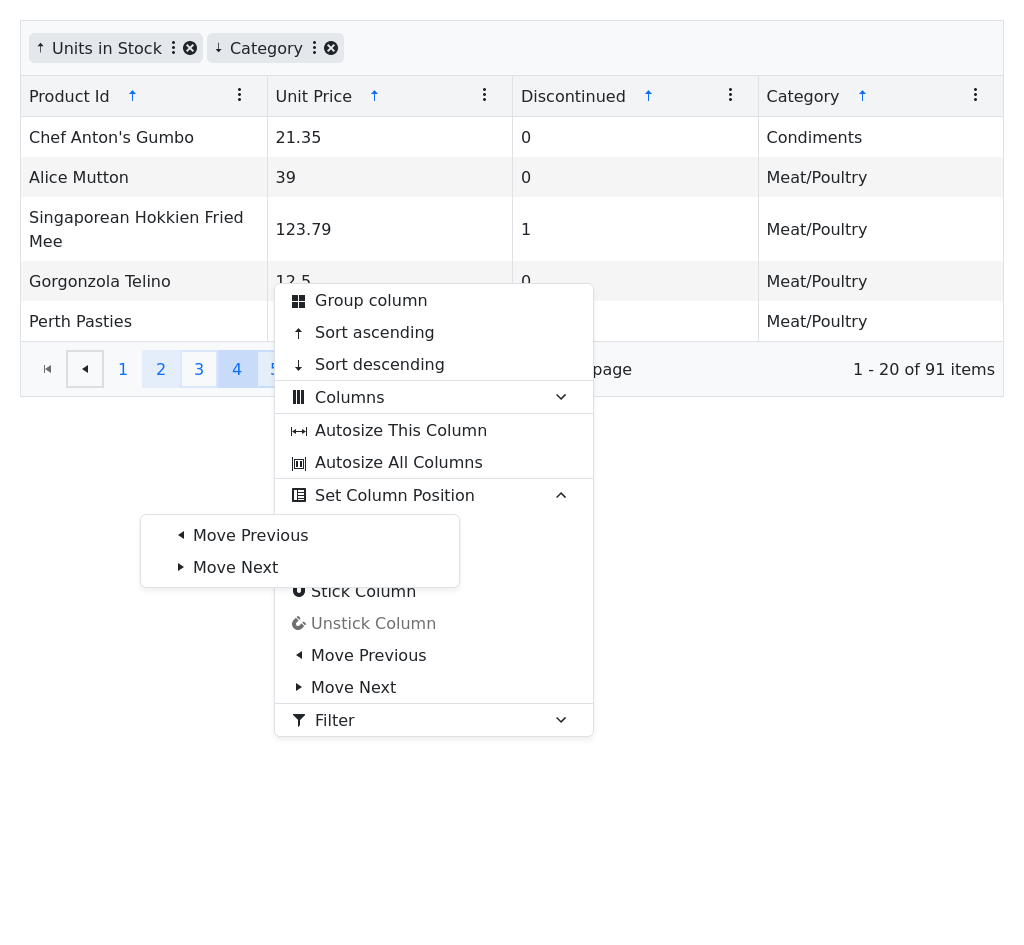 Units in Stock Category
Product Id Unit Price Discontinued Category
Chef Anton's Gumbo 21.35 0 Condiments
Alice Mutton 39 0 Meat/Poultry
Singaporean Hokkien Fried
Mee 123.79 1 Meat/Poultry
Gorgonzola Telino 12.5 0 Meat/Poultry
Perth Pasties Meat/Poultry
1 2 3 4 page 1 - 20 of 91 items
Group column
Sort ascending
Sort descending
Columns
Autosize This Column
Autosize All Columns
Set Column Position
Move Previous
Move Next
Stick Column
Unstick Column
Move Previous
Move Next
Filter